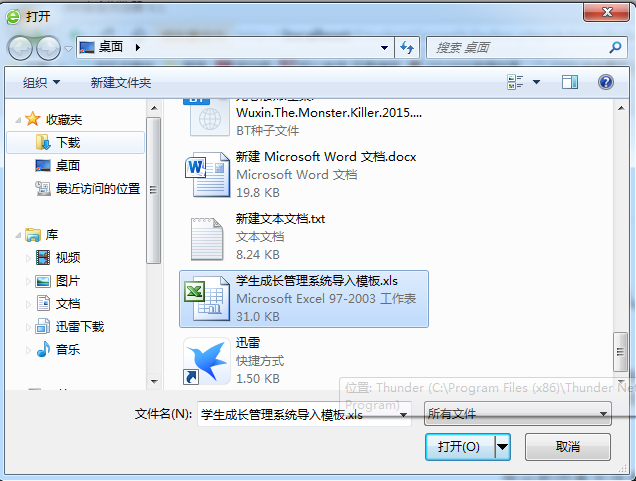 打开
桌面
搜索 桌面
组织
新建文件夹
收藏夹
下载
桌面
最近访问的位置
库
视频
图片
文档
迅雷下载
音乐
BT
Wuxin.The.Monster.Killer.2015....
BT种子文件
新建 Microsoft Word 文档.docx
Microsoft Word 文档
19.8 KB
新建文本文档.txt
文本文档
8.24 KB
学生成长管理系统导入模板.xls
Microsoft Excel 97-2003 工作表
31.0 KB
迅雷
快捷方式
1.50 KB
位置: Thunder (C:\Program Files (x86)\Thunder Net
Program)
文件名(N):
学生成长管理系统导入模板.xls
所有文件
打开(O)
取消